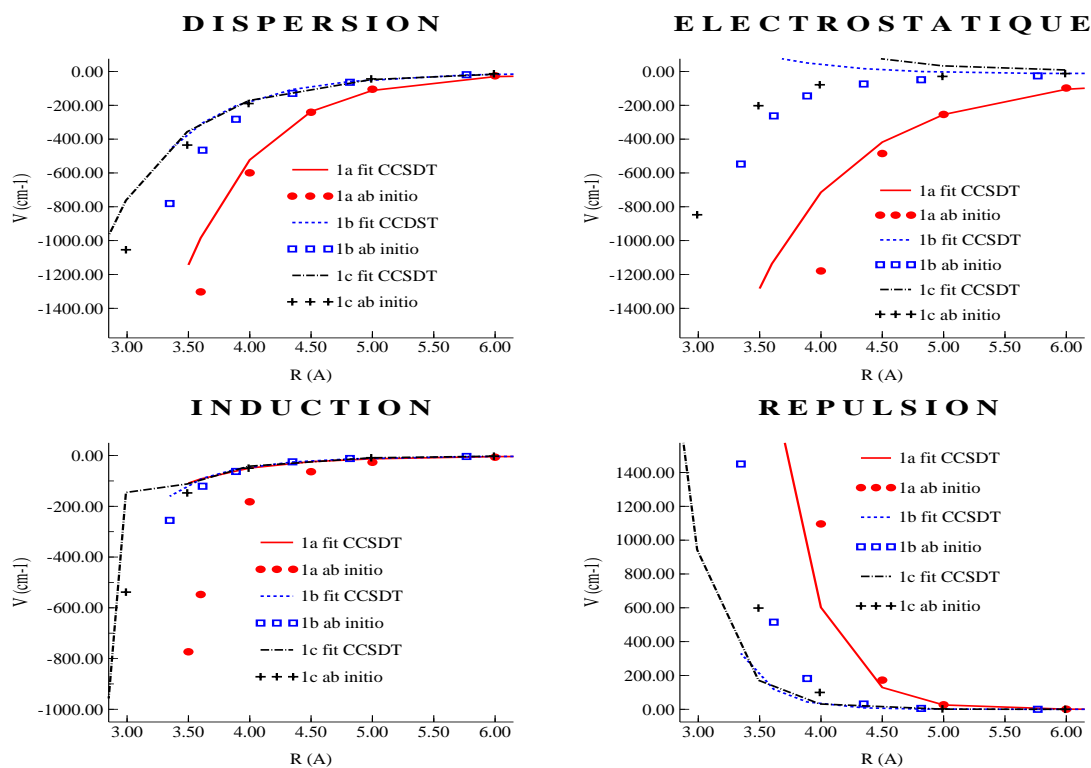 DISPERSION
0.00
-200.00
-400.00
-600.00
-800.00
-1000.00
-1200.00
-1400.00
V (cm-1)
1a fit CCSDT
1a ab initio
1b fit CCDST
1b ab initio
1c fit CCSDT
1c ab initio
3.00 3.50 4.00 4.50 5.00 5.50 6.00
R (A)
ELECTROSTATIQUE
0.00
-200.00
-400.00
-600.00
-800.00
-1000.00
-1200.00
-1400.00
V (cm-1)
1a fit CCSDT
1a ab initio
1b fit CCSDT
1b ab initio
1c fit CCSDT
1c ab initio
3.00 3.50 4.00 4.50 5.00 5.50 6.00
R (A)
INDUCTION
0.00
-200.00
-400.00
-600.00
-800.00
-1000.00
V (cm-1)
1a fit CCSDT
1a ab initio
1b fit CCSDT
1b ab initio
1c fit CCSDT
1c ab initio
3.00 3.50 4.00 4.50 5.00 5.50 6.00
R (A)
REPULSION
1400.00
1200.00
1000.00
800.00
600.00
400.00
200.00
0.00
V (cm-1)
1a fit CCSDT
1a ab initio
1b fit CCSDT
1b ab initio
1c fit CCSDT
1c ab initio
3.00 3.50 4.00 4.50 5.00 5.50 6.00
R (A)